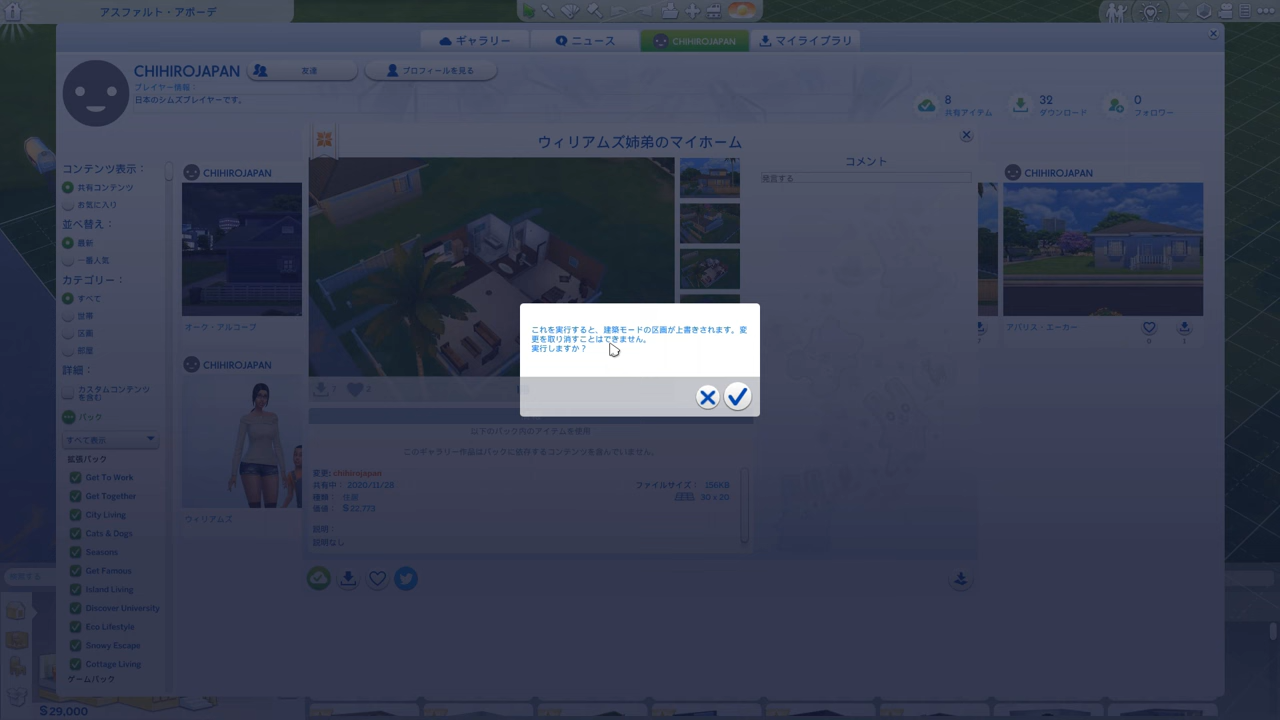 アスファルト・アボーデ
ギャラリー
ニュース
CHIHIROJAPAN
マイライブラリ
CHIHIROJAPAN
友達
プロフィールを見る
プレイヤー情報：
日本のシムズプレイヤーです。
8
共有アイテム
32
ダウンロード
0
フォロワー
ウィリアムズ姉弟のマイホーム
コメント
発言する
コンテンツ表示：
共有コンテンツ
お気に入り
並べ替え：
最新
一番人気
カテゴリー：
すべて
世帯
区画
部屋
詳細：
カスタムコンテンツ
を含む
パック
すべて表示
拡張パック
Get To Work
Get Together
City Living
Cats & Dogs
Seasons
Get Famous
Island Living
Discover University
Eco Lifestyle
Snowy Escape
Cottage Living
ゲームパック
CHIHIROJAPAN
オーケ・アルコーブ
CHIHIROJAPAN
ウィリアムズ
CHIHIROJAPAN
アバリス・エーカー
0
1
これを実行すると、建築モードの区画が上書きされます。変
更を取り消すことはできません。
実行しますか？
以下のパック内のアイテムを使用
このギャラリー作品はパックに依存するコンテンツを含んでいません。
変更: chihirojapan
共有中： 2020/11/28
種類： 住居
価値： §22,773
ファイルサイズ： 156KB
30 x 20
説明：
説明なし
§29,000